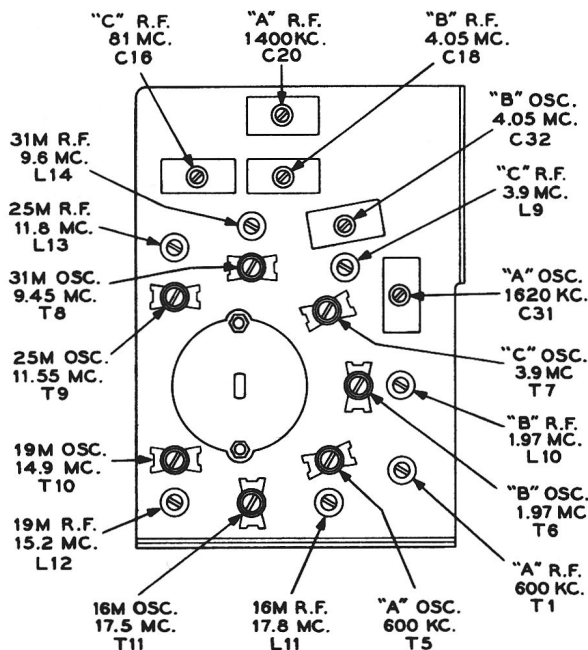 "C" R.F.
81 MC.
C16
"A" R.F.
1400KC.
C20
"B" R.F.
4.05 MC.
C18
"B" OSC.
4.05 MC.
C32
"C" R.F.
3.9 MC.
L9
"A" OSC.
1620 KC.
C31
"C" OSC.
3.9 MC
T7
"B" R.F.
1.97 MC.
L10
"B" OSC.
1.97 MC.
T6
"A" R.F.
600 KC.
T1
31M R.F.
9.6 MC.
L14
25M R.F.
11.8 MC.
L13
31M OSC.
9.45 MC.
T8
25M OSC.
11.55 MC.
T9
19M OSC.
14.9 MC.
T10
19M R.F.
15.2 MC.
L12
16M OSC.
17.5 MC.
T11
16M R.F.
17.8 MC.
L11
"A" OSC.
600 KC.
T5